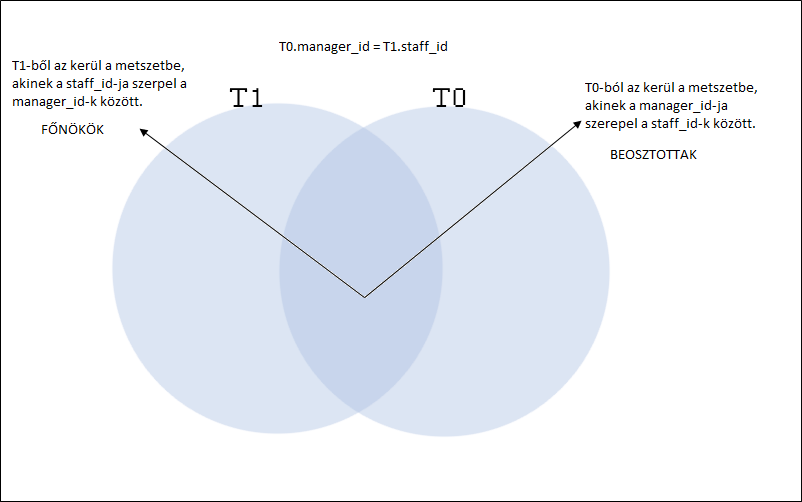 T0.manager_id = T1.staff_id
T1-ből az kerül a metszetbe,
akinek a staff_id-ja szerpel a
manager_id-k között.
FŐNÖKÖK
T1
T0
T0-ból az kerül a metszetbe,
akinek a manager_id-ja
szerepel a staff_id-k között.
BEOSZTOTTAK